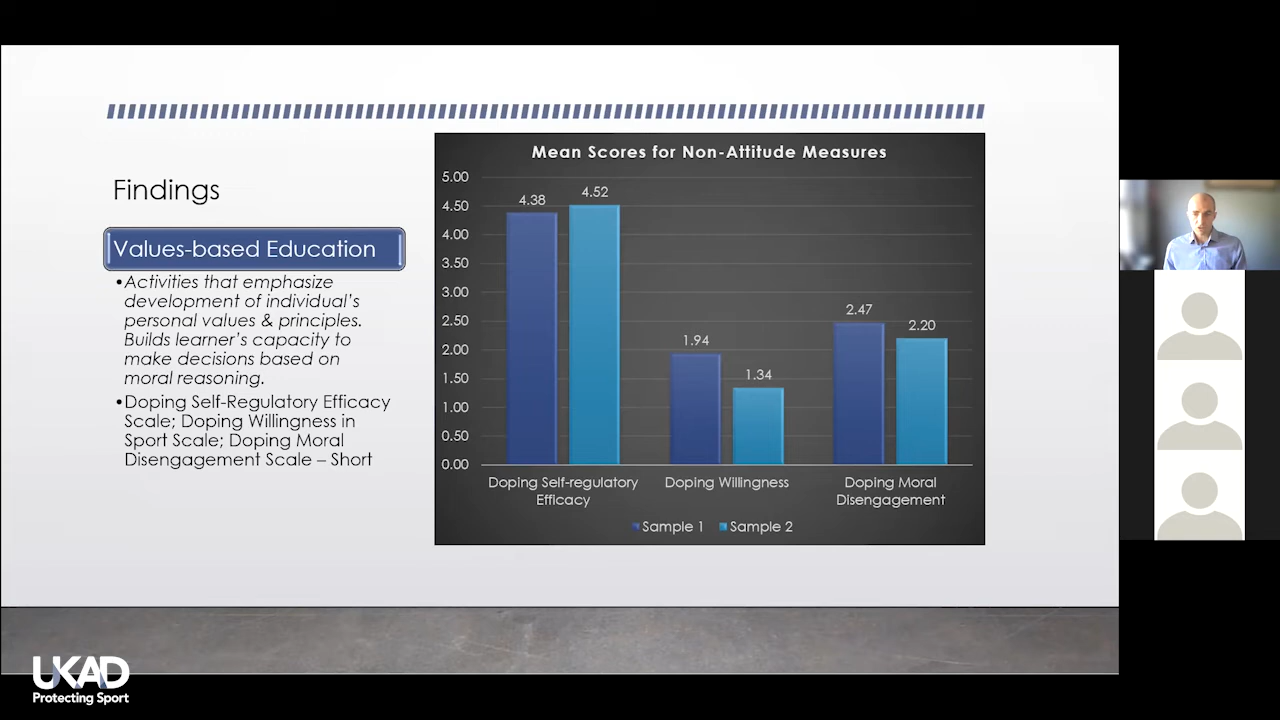 Findings
Values-based Education
•Activities that emphasize
development of individual's
personal values & principles.
Builds learner's capacity to
make decisions based on
moral reasoning.
•Doping Self-Regulatory Efficacy
Scale; Doping Willingness in
Sport Scale; Doping Moral
Disengagement Scale – Short
Mean Scores for Non-Attitude Measures
5.00
4.50
4.00
3.50
3.00
2.50
2.00
1.50
1.00
0.50
0.00
4.38
4.52
1.94
1.34
2.47
2.20
Doping Self-regulatory
Efficacy
Doping Willingness
Doping Moral
Disengagement
Sample 1
Sample 2
UKAD
Protecting Sport